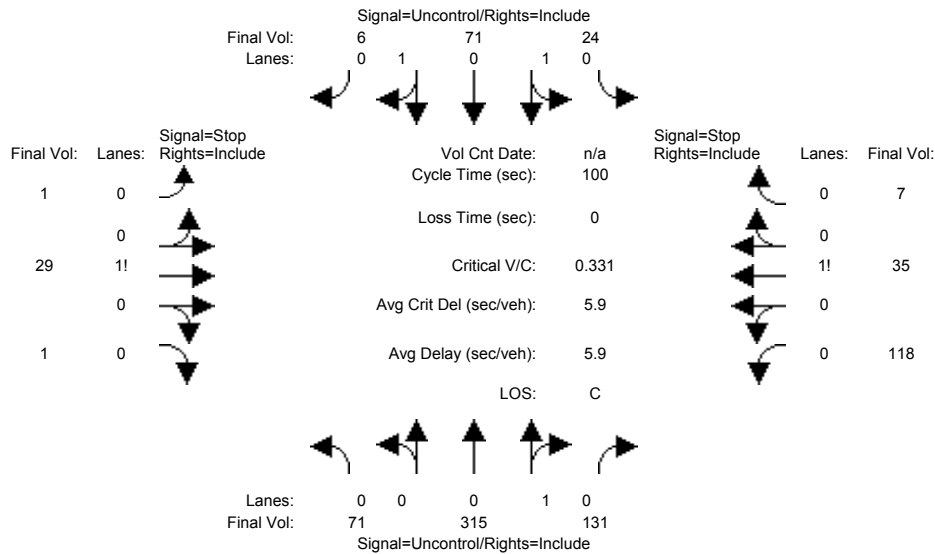 Signal=Uncontrol/Rights=Include
Final Vol: 6 71 24
Lanes: 0 1 0 1 0
Signal=Stop
Final Vol: Lanes: Rights=Include
Vol Cnt Date: n/a
Signal=Stop
Rights=Include Lanes: Final Vol:
Cycle Time (sec): 100
1 0
0 7
Loss Time (sec): 0
0
0
29 1!
Critical V/C: 0.331
1! 35
0
Avg Crit Del (sec/veh): 5.9
0
1 0
Avg Delay (sec/veh): 5.9
0 118
LOS: C
Lanes: 0 0 0 1 0
Final Vol: 71 315 131
Signal=Uncontrol/Rights=Include